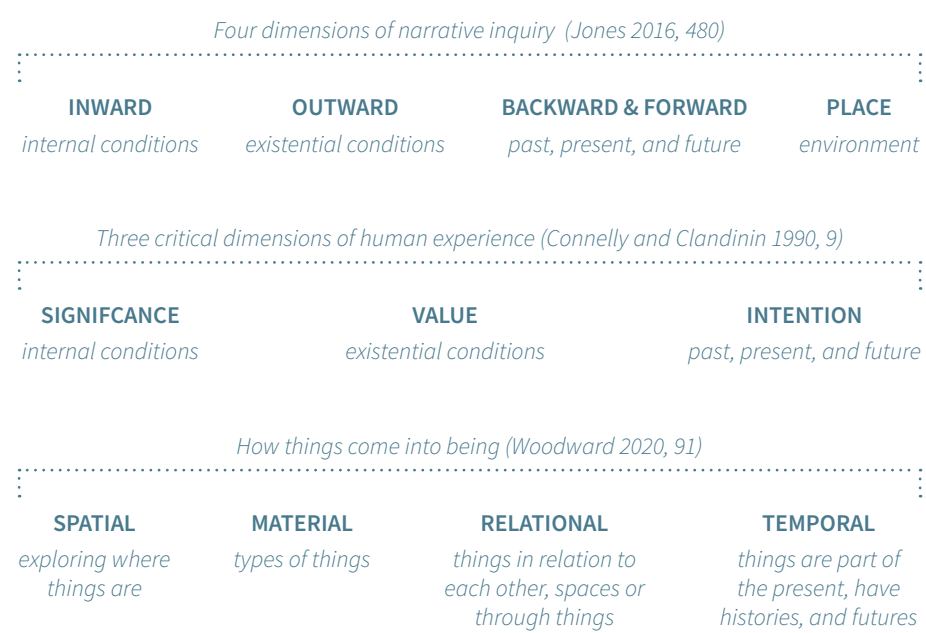 Four dimensions of narrative inquiry (Jones 2016, 480)
INWARD OUTWARD BACKWARD & FORWARD PLACE
internal conditions existential conditions past, present, and future environment
Three critical dimensions of human experience (Connelly and Clandinin 1990, 9)
SIGNIFCANCE VALUE INTENTION
internal conditions existential conditions past, present, and future
How things come into being (Woodward 2020, 91)
SPATIAL MATERIAL RELATIONAL TEMPORAL
exploring where types of things things in relation to things are part of
things are each other, spaces or the present, have
through things histories, and futures